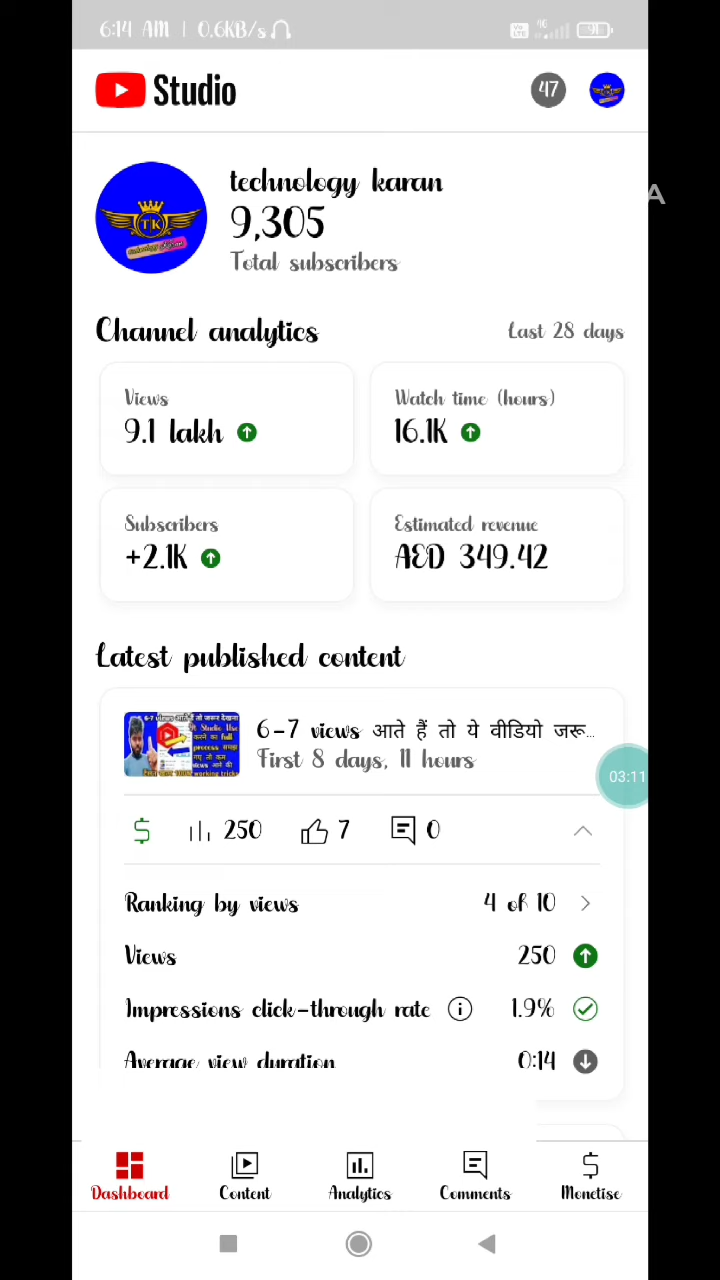 6:14 AM | 0.6KB/s
4G
Studio
47
technology karan
9,305
Total subscribers
A
TK
Channel analytics
Last 28 days
Views
9.1 lakh
Watch time (hours)
16.1K
Subscribers
+2.1K
Estimated revenue
AED 349.42
Latest published content
6-7 views आते हैं तो ये वीडियो जरू...
First 8 days, 11 hours
03:11
$ 250 7 0
Ranking by views 4 of 10
Views 250
Impressions click-through rate 1.9%
Average view duration 0:14
Dashboard
Content
Analytics
Comments
Monetise